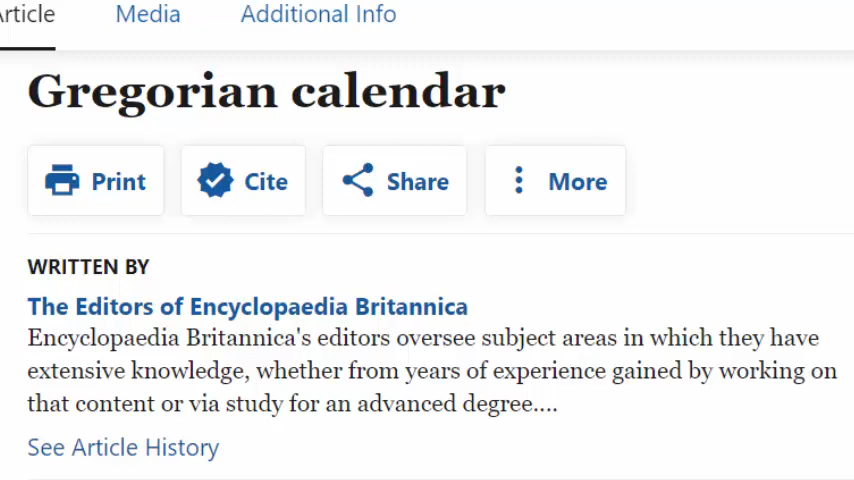 Article Media Additional Info
Gregorian calendar
Print Cite Share More
WRITTEN BY
The Editors of Encyclopaedia Britannica
Encyclopaedia Britannica's editors oversee subject areas in which they have
extensive knowledge, whether from years of experience gained by working on
that content or via study for an advanced degree....
See Article History